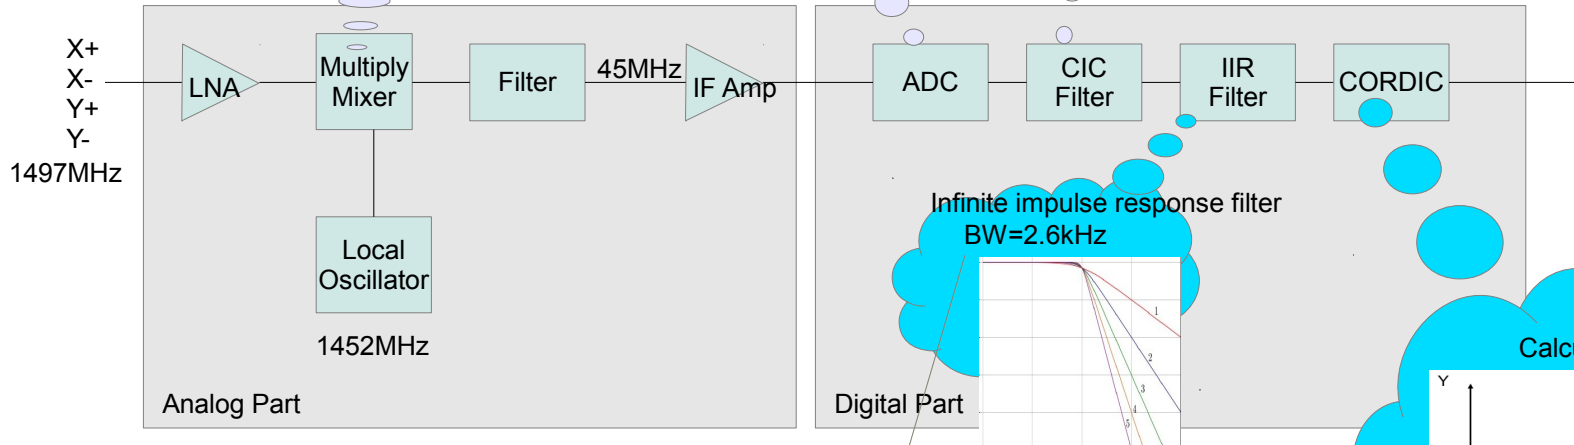 X+
X-
Y+
Y-
1497MHz
LNA
Multiply
Mixer
Filter
45MHz
IF Amp
Local
Oscillator
1452MHz
Analog Part
ADC
CIC
Filter
IIR
Filter
CORDIC
Infinite impulse response filter
BW=2.6kHz
1
2
3
4
5
Digital Part
Y